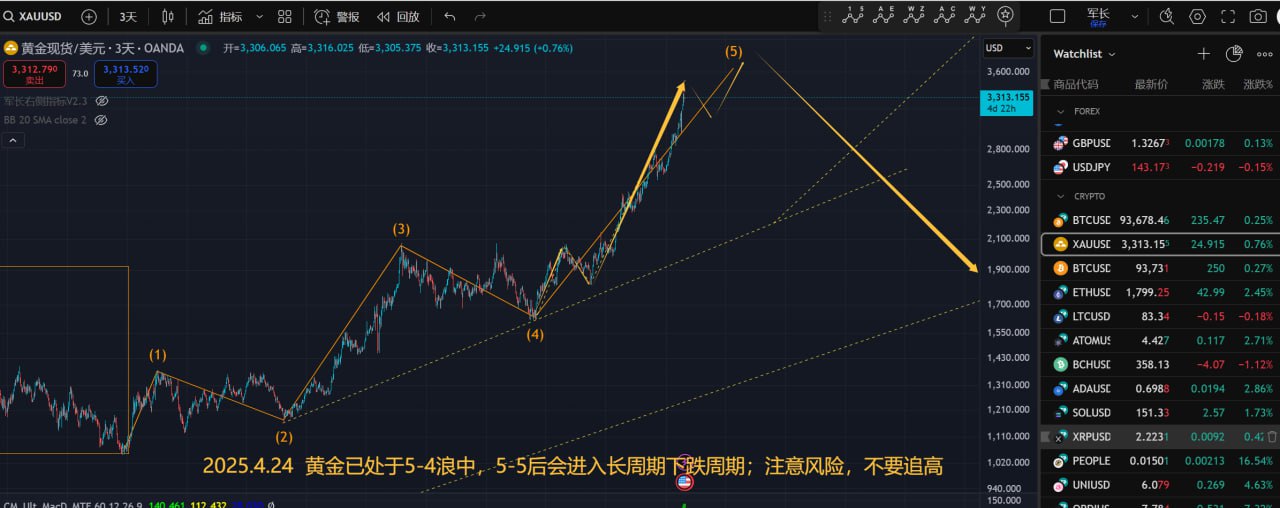 XAUUSD
3天
指标
警报
回放
1 5
A E
W Z
A C
W Y
军长
保存
黄金现货/美元 · 3天 · OANDA
开=3,306.065 高=3,316.025 低=3,305.375 收=3,313.155 +24.915 (+0.76%)
USD
3,312.790
卖出
73.0
3,313.520
买入
军长右侧指标V2.3
BB 20 SMA close 2
(1)
(2)
(3)
(4)
(5)
2025.4.24 黄金已处于5-4浪中，5-5后会进入长周期下跌周期；注意风险，不要追高
3,600.000
3,313.155
4d 22h
2,800.000
2,500.000
2,300.000
2,100.000
1,900.000
1,700.000
1,550.000
1,430.000
1,310.000
1,210.000
1,110.000
1,020.000
940.000
150.000
CM_Ult_MacD_MTF 60 12 26 9 140.461 112.432
Watchlist
商品代码 最新价 涨跌 涨跌%
FOREX
GBPUSD 1.32673 0.00178 0.13%
USDJPY 143.173 −0.219 −0.15%
CRYPTO
BTCUSD 93,678.46 235.47 0.25%
XAUUSD 3,313.155 24.915 0.76%
BTCUSD 93,731 250 0.27%
ETHUSD 1,799.25 42.99 2.45%
LTCUSD 83.34 −0.15 −0.18%
ATOMUS 4.427 0.117 2.71%
BCHUSD 358.13 −4.07 −1.12%
ADAUSD 0.6988 0.0194 2.86%
SOLUSD 151.33 2.57 1.73%
XRPUSD 2.2231 0.0092 0.42
PEOPLE 0.01501 0.00213 16.54%
UNIUSD 6.079 0.269 4.63%